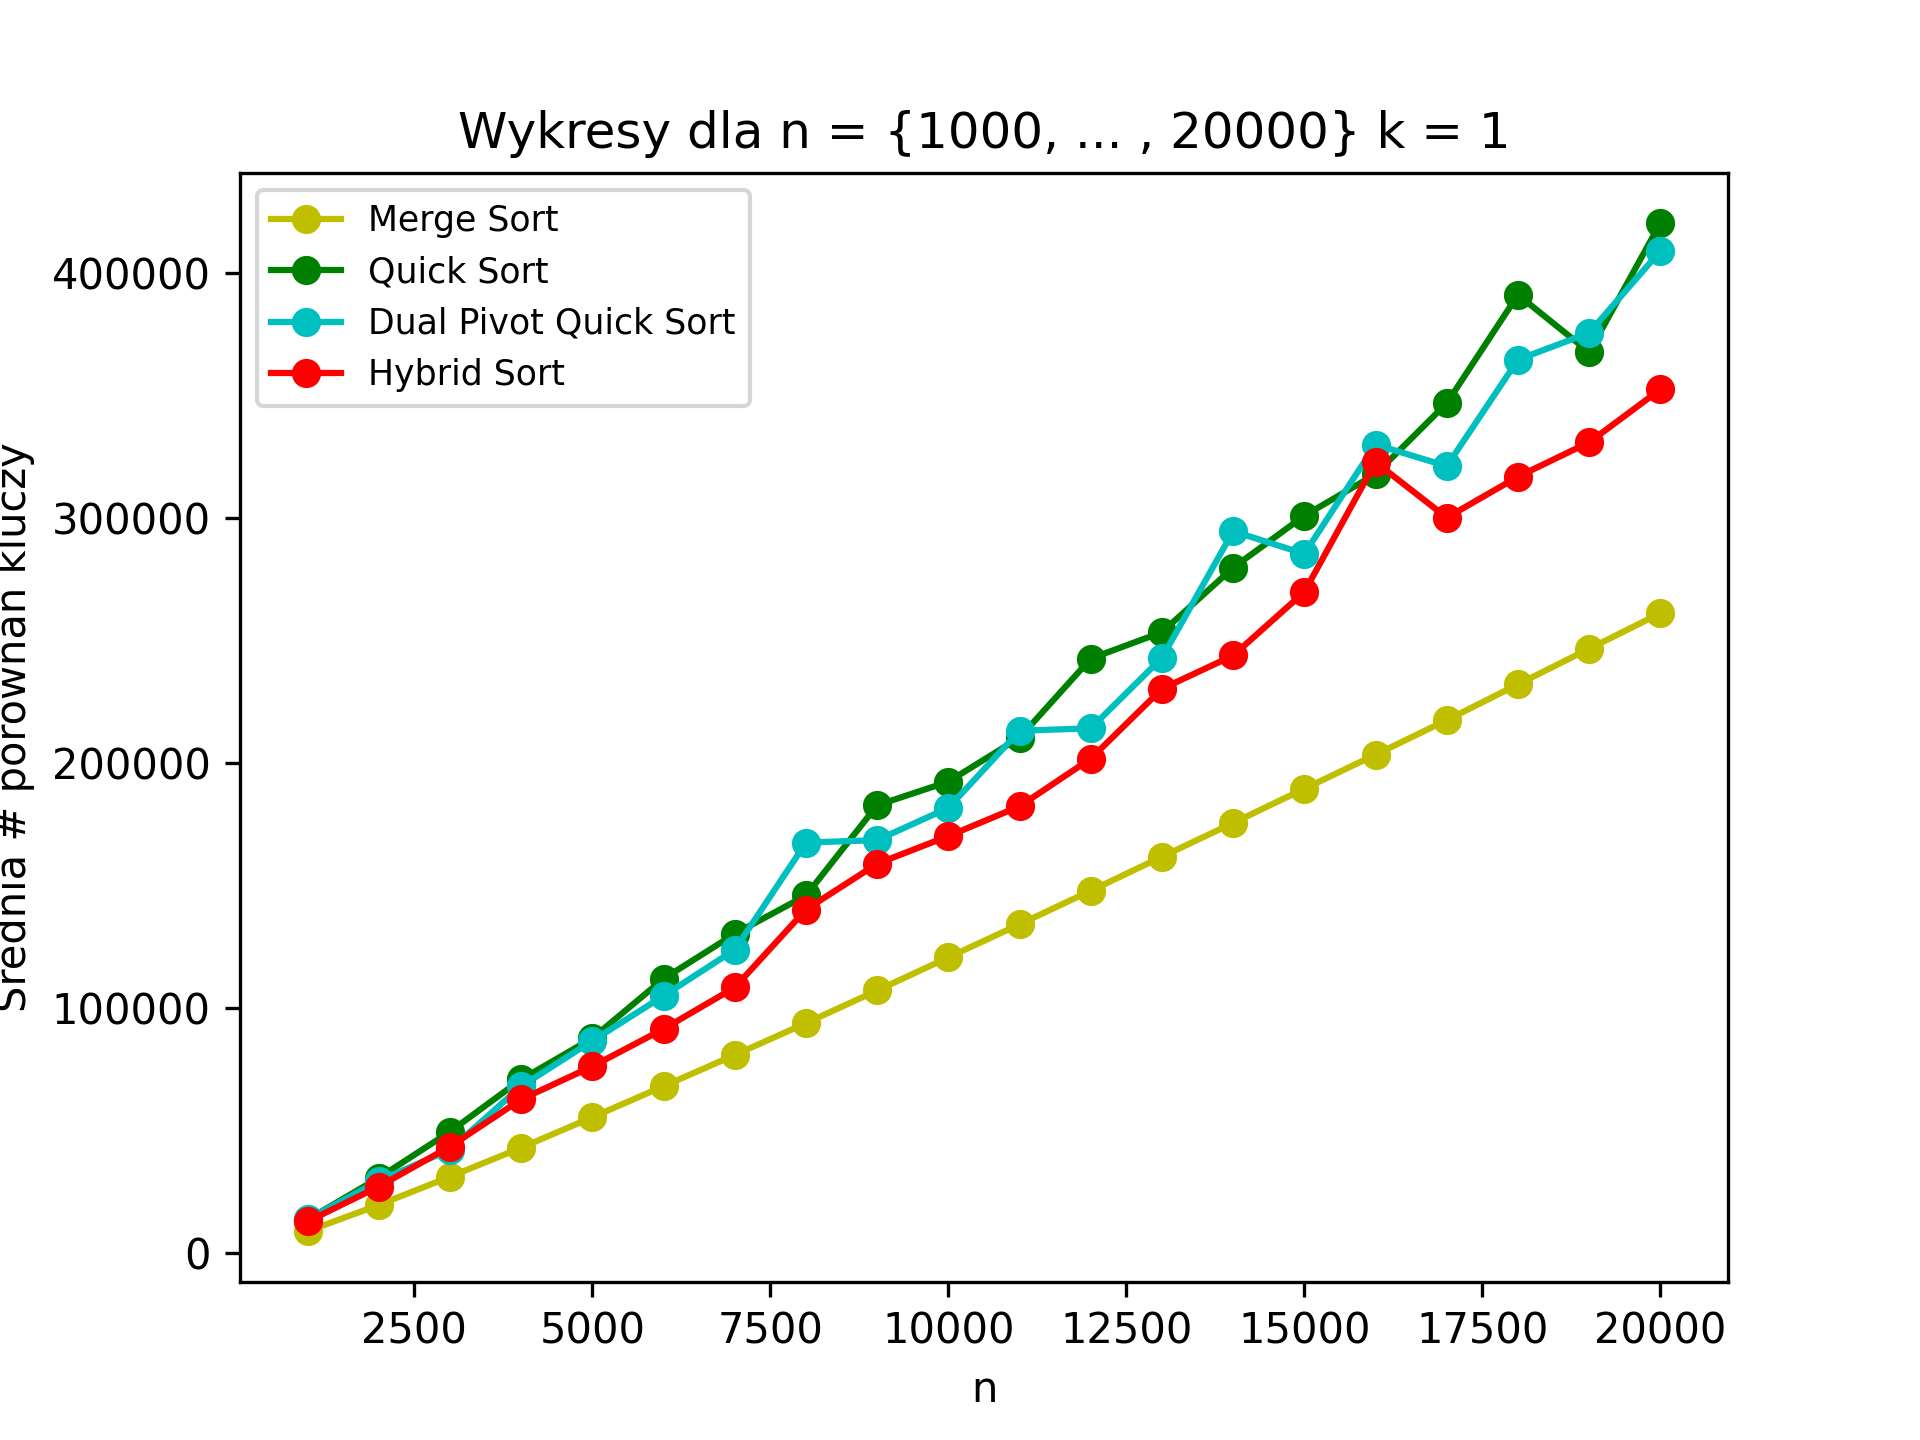 Wykresy dla n = {1000, ... , 20000} k = 1
Merge Sort
Quick Sort
Dual Pivot Quick Sort
Hybrid Sort
Srednia # porownan kluczy
400000
300000
200000
100000
0
2500 5000 7500 10000 12500 15000 17500 20000
n